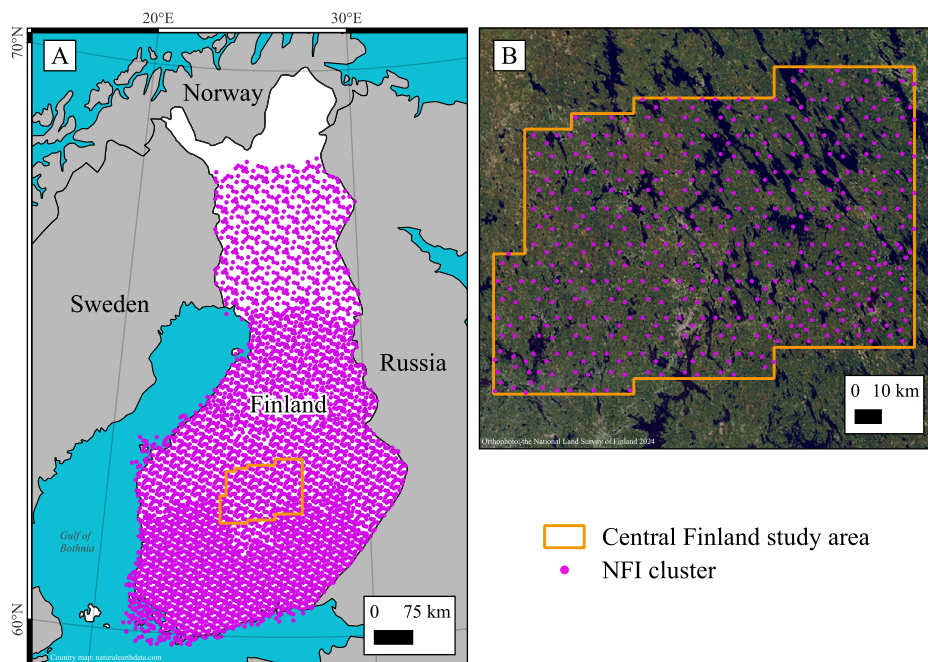 20°E
30°E
70°N
A
Norway
Sweden
Russia
Finland
Gulf of
Bothnia
60°N
0 75 km
Country map: naturalearthdata.com
B
0 10 km
Orthophoto: the National Land Survey of Finland 2024
Central Finland study area
NFI cluster